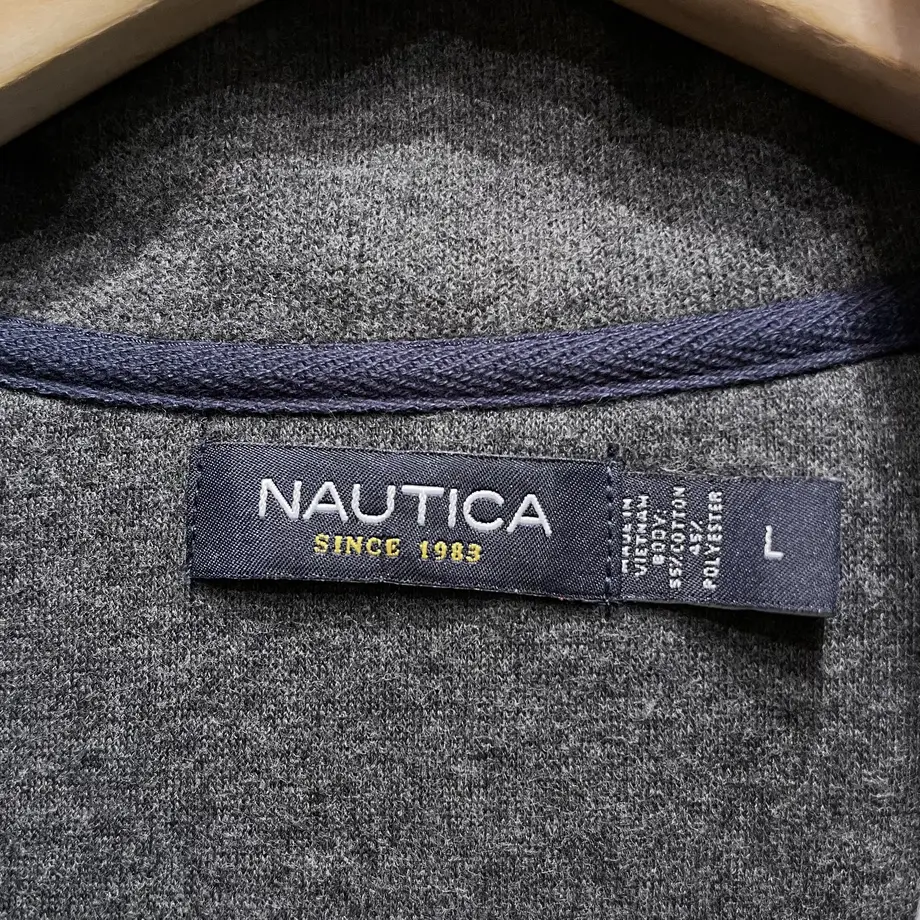 NAUTICA
SINCE 1983
MADE IN
VIETNAM
BODY:
55%COTTON
45%
POLYESTER
L